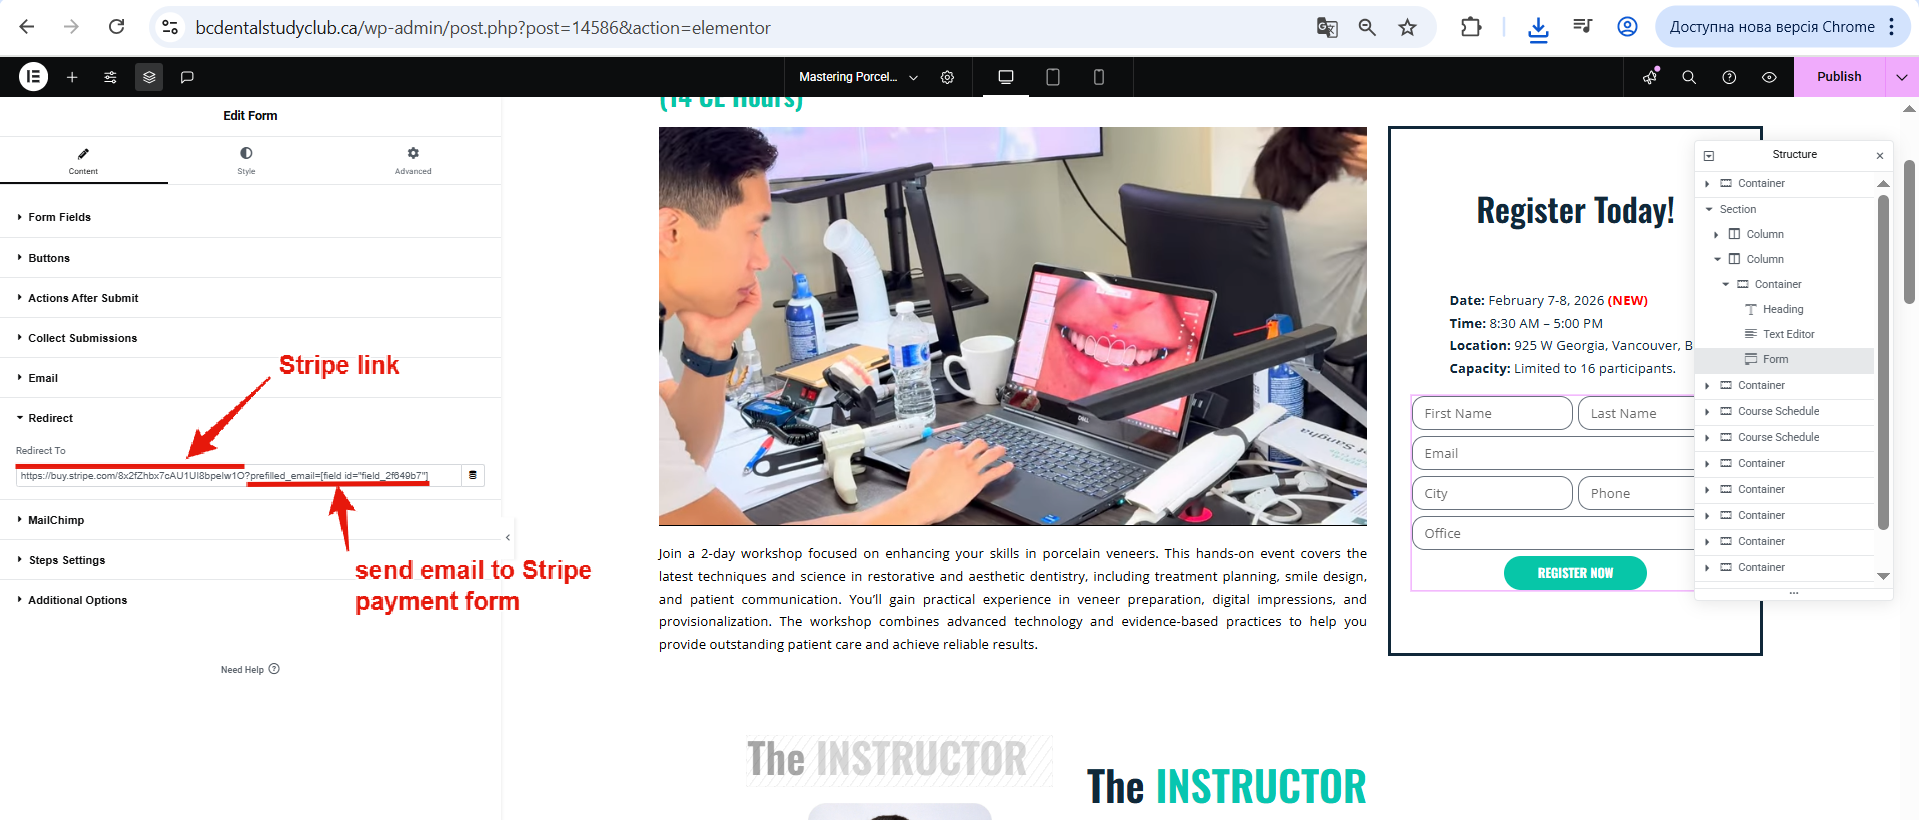 bcdentalstudyclub.ca/wp-admin/post.php?post=14586&action=elementor
Доступна нова версія Chrome
Mastering Porcel...
Publish
Edit Form
Content
Style
Advanced
Form Fields
Buttons
Actions After Submit
Collect Submissions
Email
Redirect
Redirect To
https://buy.stripe.com/8x2fZhbx7cAU1UI8bpelw1O?prefilled_email=[field id="field_2f649b7"]
Stripe link
send email to Stripe
payment form
MailChimp
Steps Settings
Additional Options
Need Help
(14 CE Hours)
DELL
Sangha
Join a 2-day workshop focused on enhancing your skills in porcelain veneers. This hands-on event covers the
latest techniques and science in restorative and aesthetic dentistry, including treatment planning, smile design,
and patient communication. You'll gain practical experience in veneer preparation, digital impressions, and
provisionalization. The workshop combines advanced technology and evidence-based practices to help you
provide outstanding patient care and achieve reliable results.
Register Today!
Date: February 7-8, 2026 (NEW)
Time: 8:30 AM – 5:00 PM
Location: 925 W Georgia, Vancouver, B
Capacity: Limited to 16 participants.
First Name
Last Name
Email
City
Phone
Office
REGISTER NOW
Structure
Container
Section
Column
Column
Container
Heading
Text Editor
Form
Container
Course Schedule
Course Schedule
Container
Container
Container
Container
Container
The INSTRUCTOR
The INSTRUCTOR